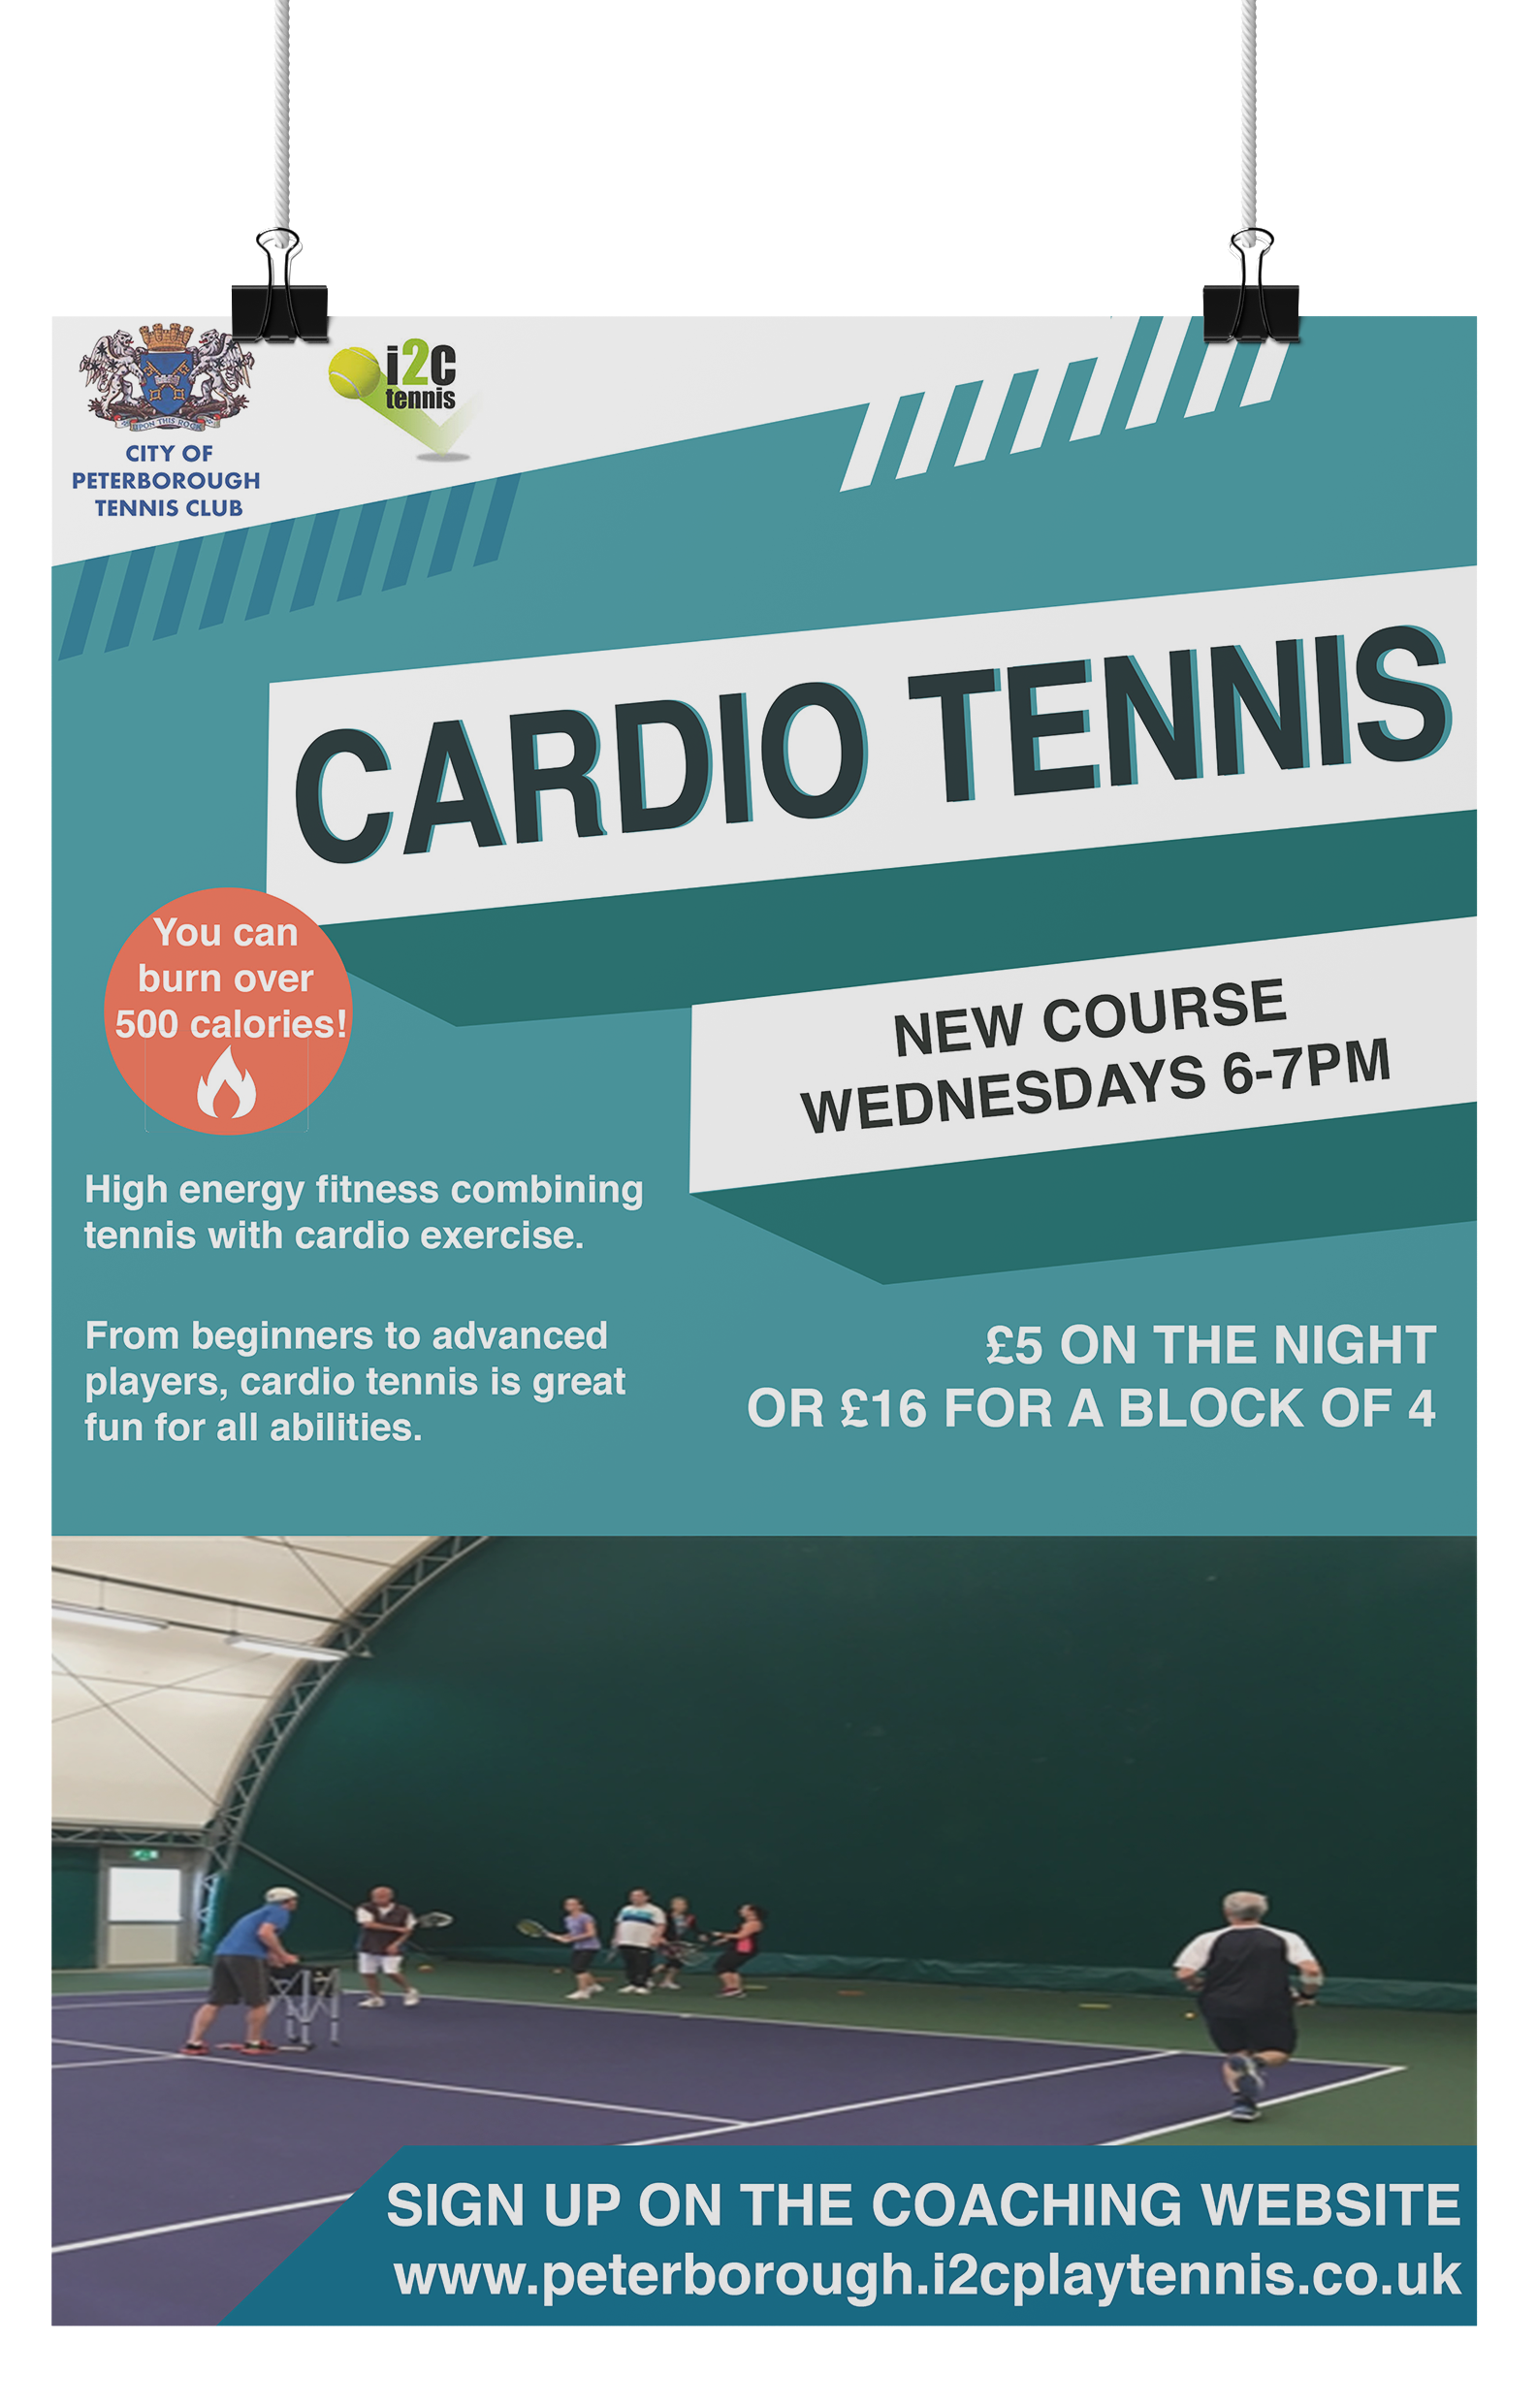 UPON THIS ROCK
CITY OF
PETERBOROUGH
TENNIS CLUB
i2c
tennis
CARDIO TENNIS
You can
burn over
500 calories!
NEW COURSE
WEDNESDAYS 6-7PM
High energy fitness combining
tennis with cardio exercise.
From beginners to advanced
players, cardio tennis is great
fun for all abilities.
£5 ON THE NIGHT
OR £16 FOR A BLOCK OF 4
SIGN UP ON THE COACHING WEBSITE
www.peterborough.i2cplaytennis.co.uk